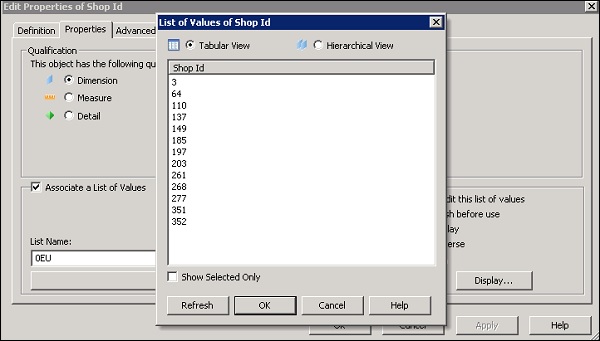 Edit Properties of Shop Id
Definition
Properties
Advanced
Qualification
This object has the following qu
Dimension
Measure
Detail
Associate a List of Values
List Name:
0EU
List of Values of Shop Id
Tabular View
Hierarchical View
Shop Id
3
64
110
137
149
185
197
203
261
268
277
351
352
Show Selected Only
Refresh
OK
Cancel
Help
dit this list of values
sh before use
lay
erse
Display...
OK
Cancel
Apply
Help